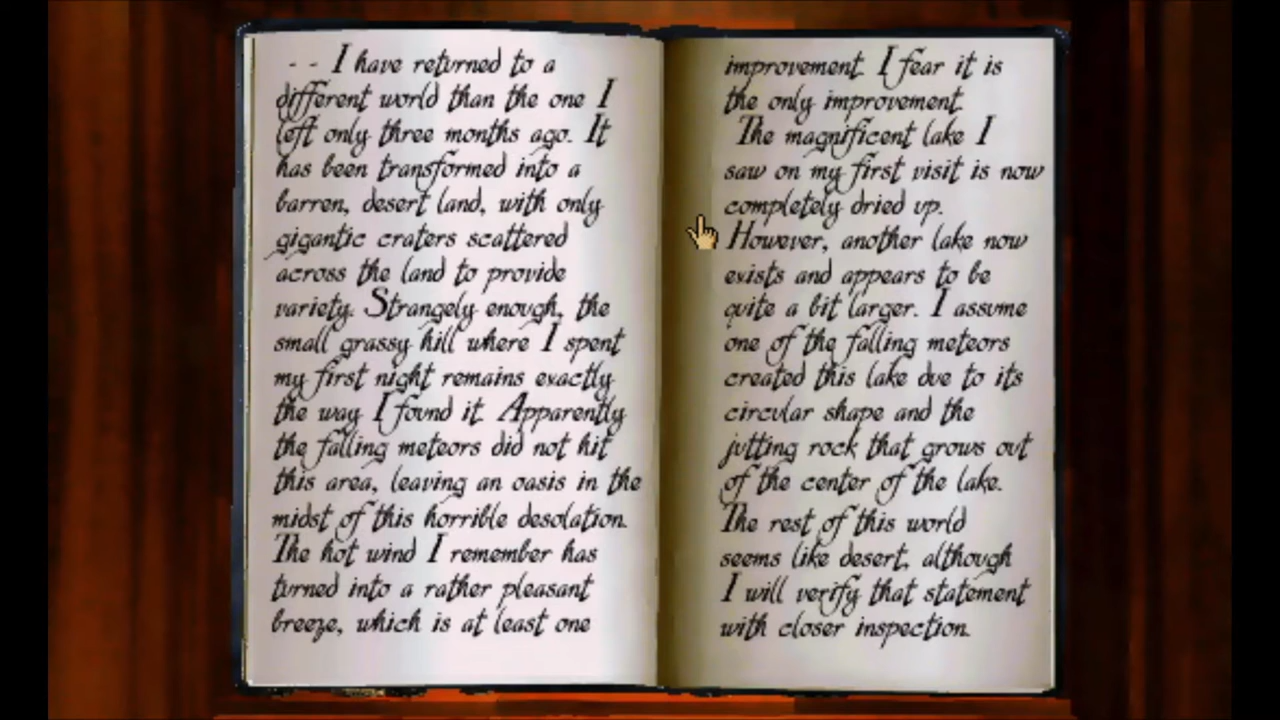 -- I have returned to a
different world than the one I
left only three months ago. It
has been transformed into a
barren, desert land, with only
gigantic craters scattered
across the land to provide
variety. Strangely enough, the
small grassy hill where I spent
my first night remains exactly
the way I found it. Apparently
the falling meteors did not hit
this area, leaving an oasis in the
midst of this horrible desolation.
The hot wind I remember has
turned into a rather pleasant
breeze, which is at least one
improvement. I fear it is
the only improvement.
The magnificent lake I
saw on my first visit is now
completely dried up.
However, another lake now
exists and appears to be
quite a bit larger. I assume
one of the falling meteors
created this lake due to its
circular shape and the
jutting rock that grows out
of the center of the lake.
The rest of this world
seems like desert, although
I will verify that statement
with closer inspection.